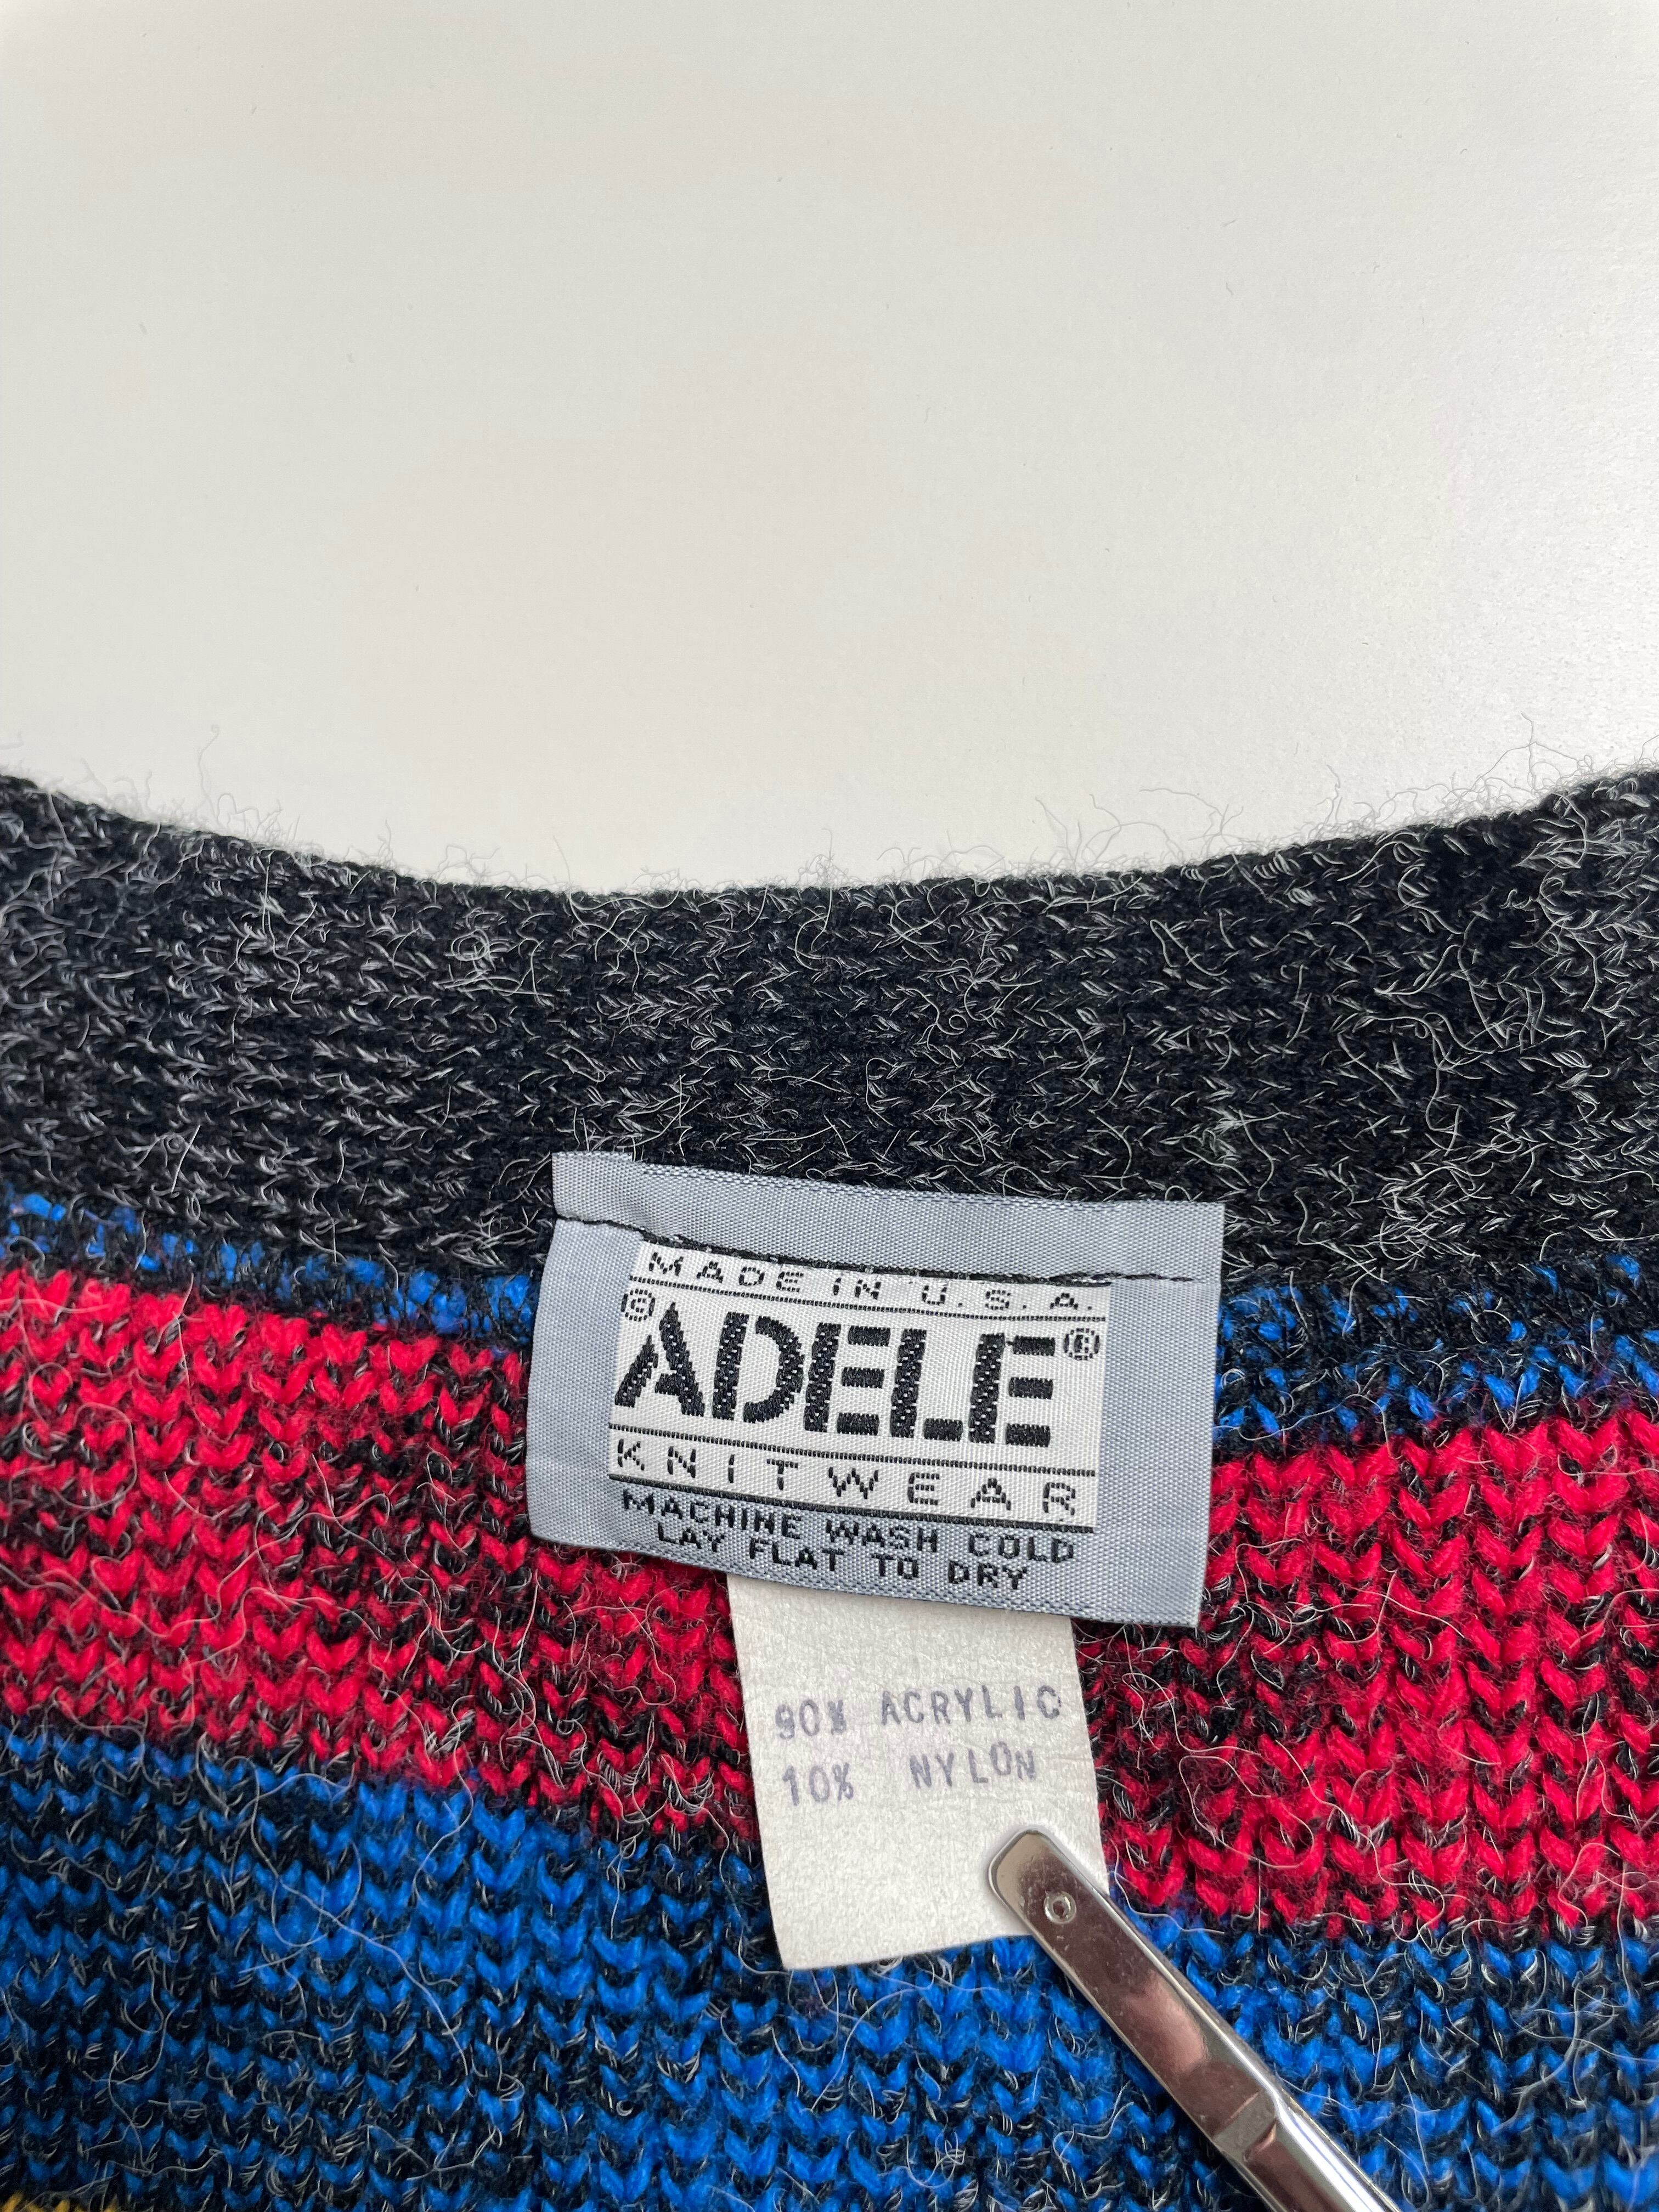 MADE IN U.S.A.
© ADELE ®
KNITWEAR
MACHINE WASH COLD
LAY FLAT TO DRY
90% ACRYLIC
10% NYLON